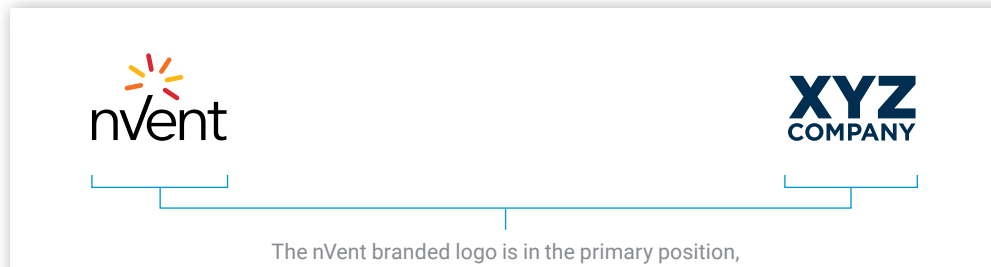 nVent
XYZ
COMPANY
The nVent branded logo is in the primary position,